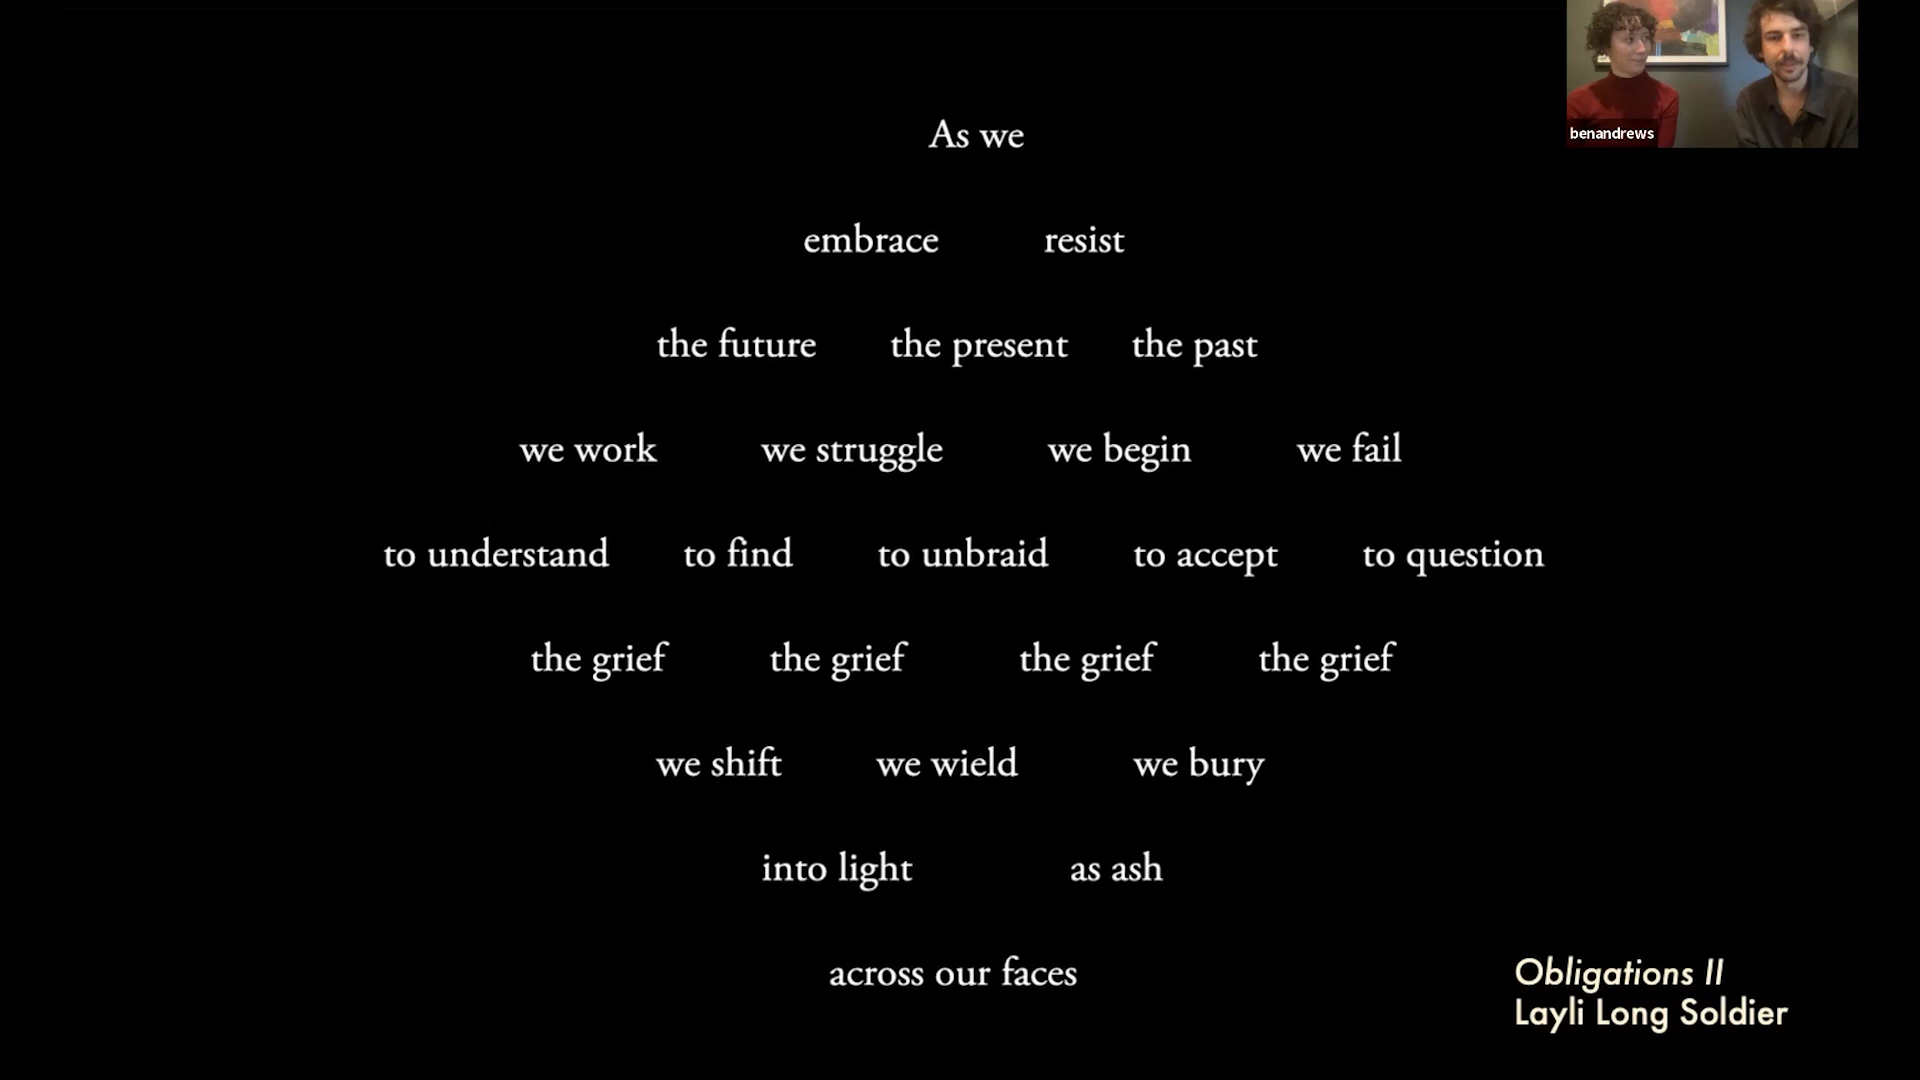 As we
embrace resist
the future the present the past
we work we struggle we begin we fail
to understand to find to unbraid to accept to question
the grief the grief the grief the grief
we shift we wield we bury
into light as ash
across our faces
Obligations II
Layli Long Soldier
benandrews